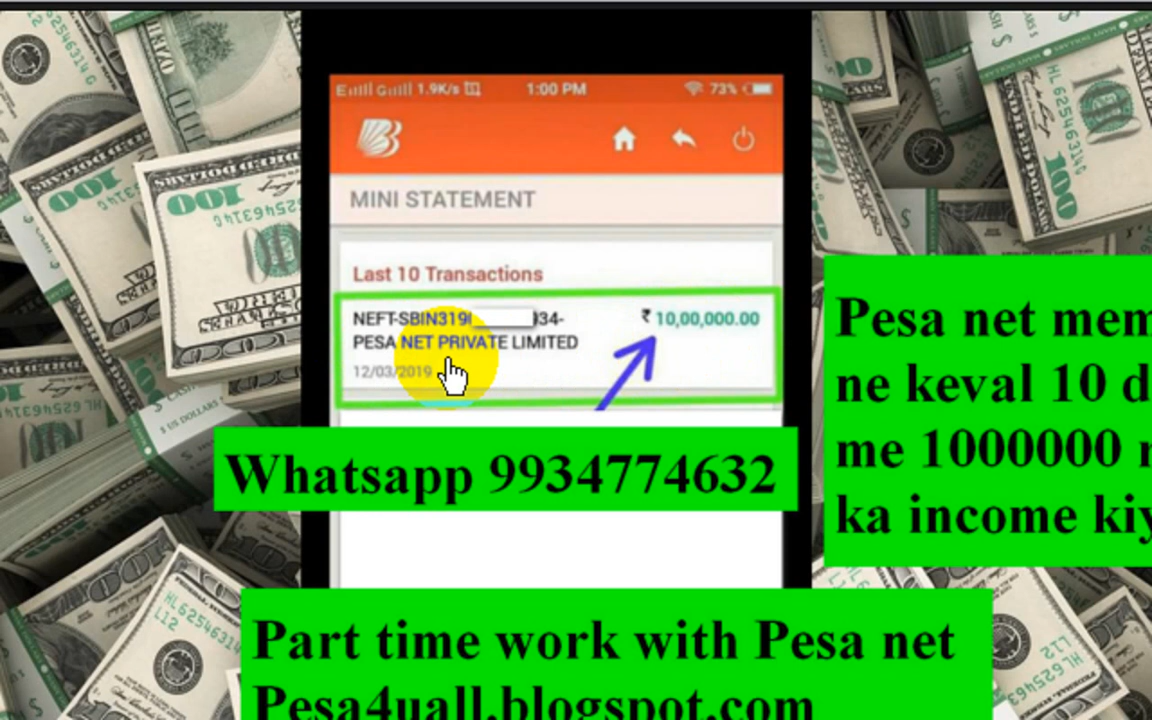 1.9K/s
1:00 PM
73%
MINI STATEMENT
Last 10 Transactions
NEFT-SBIN319
934-
₹ 10,00,000.00
PESA NET PRIVATE LIMITED
12/03/2019
Whatsapp 9934774632
Pesa net mem
ne keval 10 d
me 1000000
ka income kiy
Part time work with Pesa net
Pesa4uall.blogspot.com